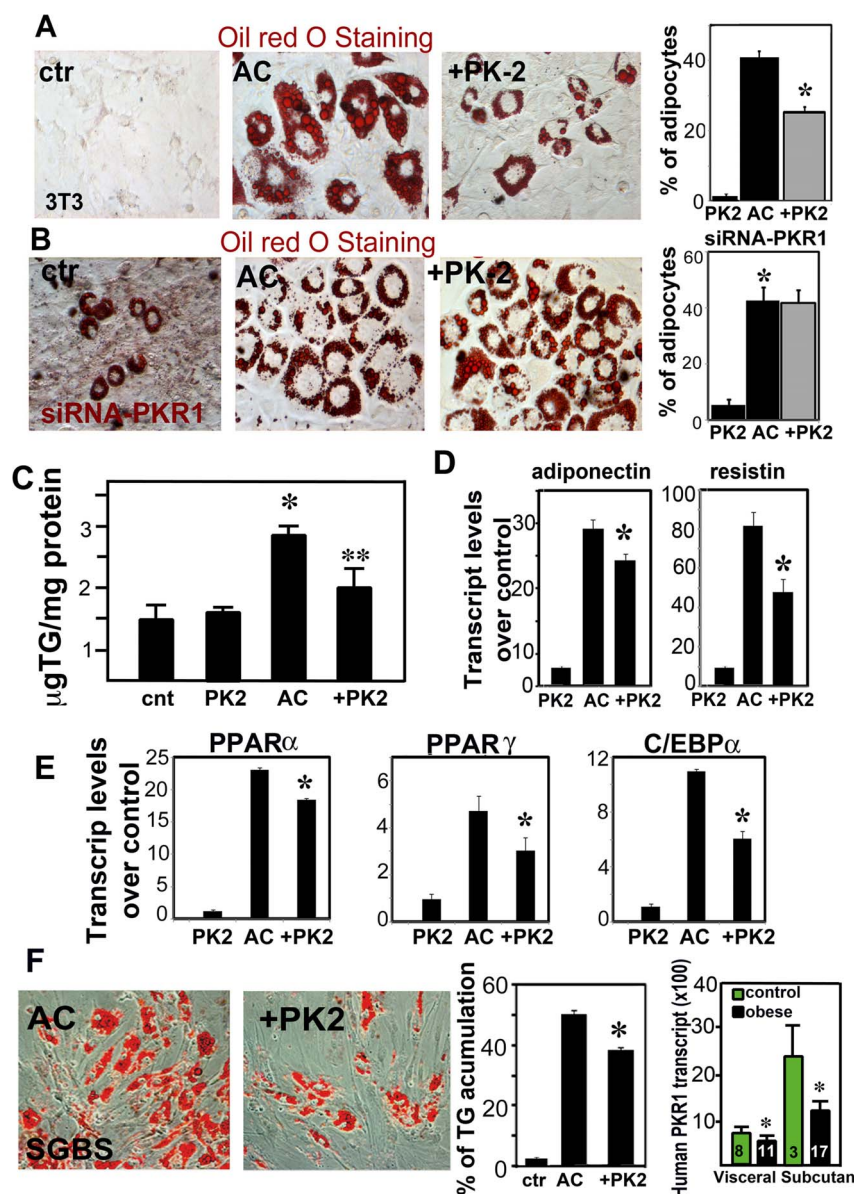 A
Oil red O Staining
ctr
AC
+PK-2
3T3
% of adipocytes
40
20
0
*
PK2 AC +PK2
B
Oil red O Staining
ctr
AC
+PK-2
siRNA-PKR1
siRNA-PKR1
% of adipocytes
60
40
20
0
*
PK2 AC +PK2
C
µgTG/mg protein
3
2
1
*
**
cnt PK2 AC +PK2
D
adiponectin
Transcript levels
over control
30
20
10
0
*
PK2 AC +PK2
resistin
100
80
60
40
20
0
*
PK2 AC +PK2
E
PPARα
Transcrip levels
over control
25
20
15
10
5
0
*
PK2 AC +PK2
PPAR γ
6
4
2
0
*
PK2 AC +PK2
C/EBPα
12
8
4
0
*
PK2 AC +PK2
F
AC
SGBS
+PK2
% of TG acumulation
60
40
20
0
*
ctr AC +PK2
Human PKR1 transcript (x100)
control
obese
30
20
10
*
*
8 11 3 17
Visceral Subcutan